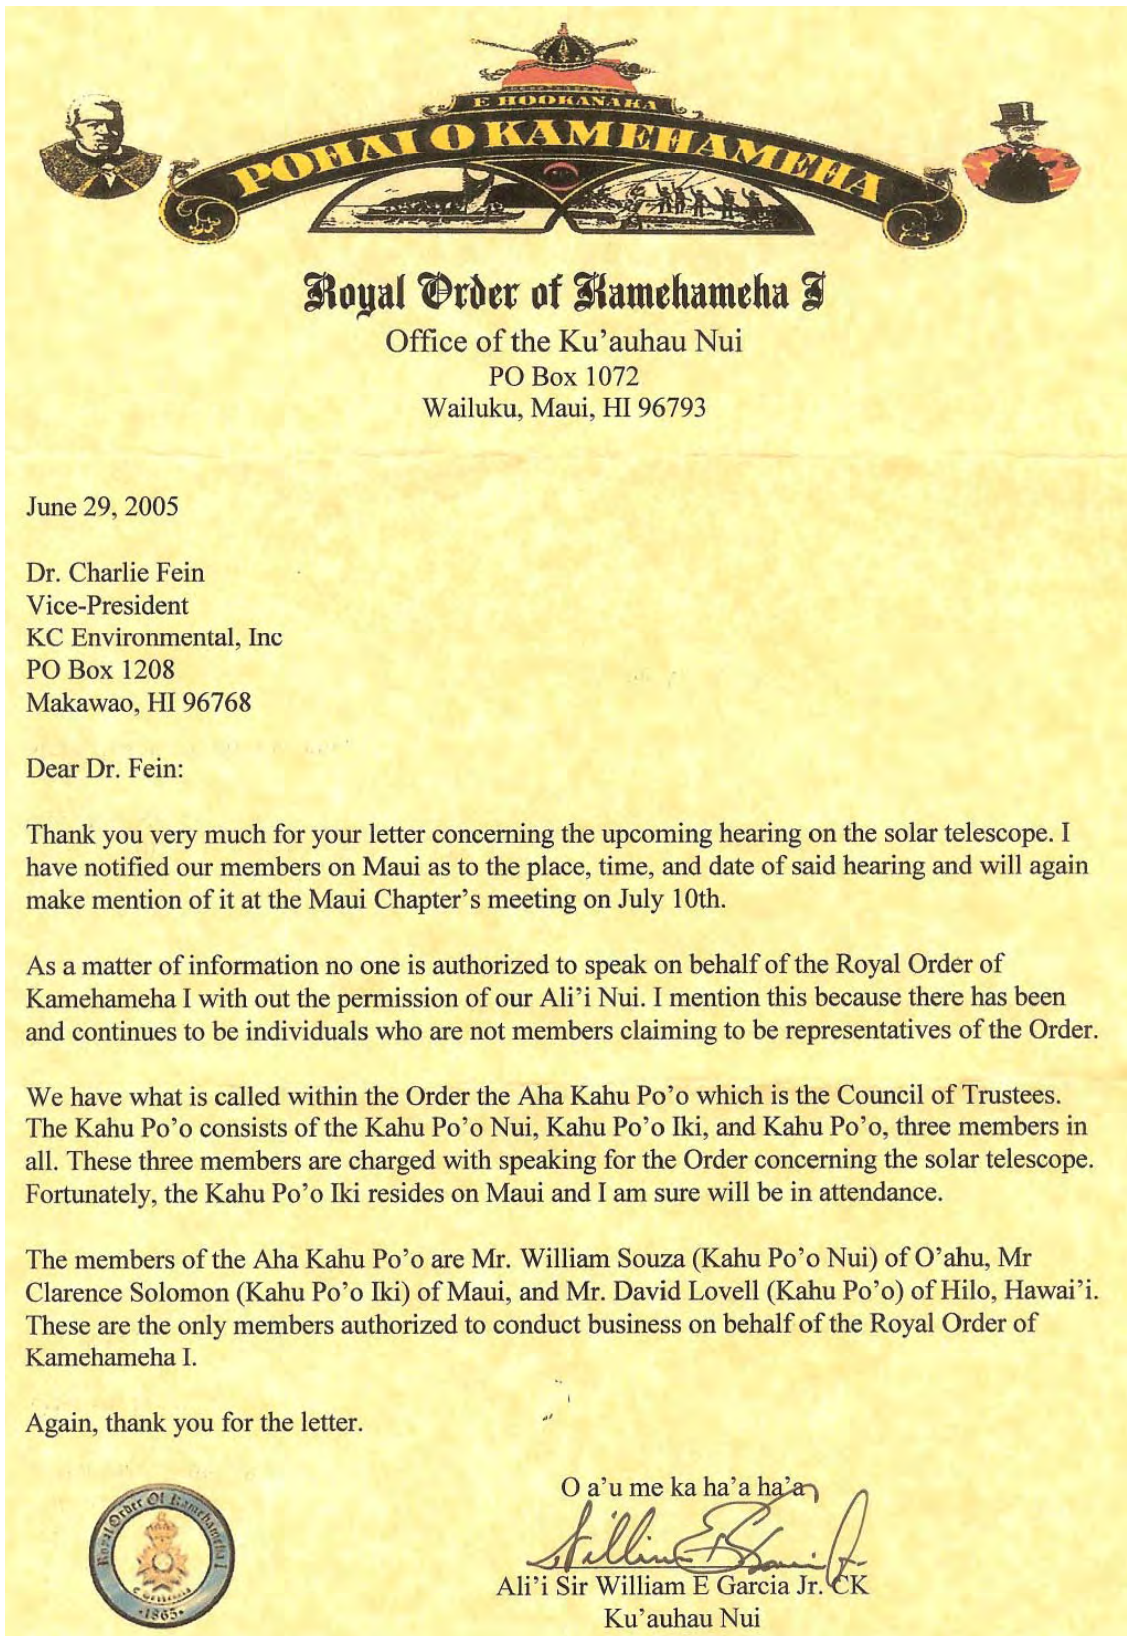 E HOOKANAKA
POHAI O KAMEHAMEHA
Royal Order of Kamehameha I
Office of the Ku'auhau Nui
PO Box 1072
Wailuku, Maui, HI 96793
June 29, 2005
Dr. Charlie Fein
Vice-President
KC Environmental, Inc
PO Box 1208
Makawao, HI 96768
Dear Dr. Fein:
Thank you very much for your letter concerning the upcoming hearing on the solar telescope. I
have notified our members on Maui as to the place, time, and date of said hearing and will again
make mention of it at the Maui Chapter's meeting on July 10th.
As a matter of information no one is authorized to speak on behalf of the Royal Order of
Kamehameha I with out the permission of our Ali'i Nui. I mention this because there has been
and continues to be individuals who are not members claiming to be representatives of the Order.
We have what is called within the Order the Aha Kahu Po'o which is the Council of Trustees.
The Kahu Po'o consists of the Kahu Po'o Nui, Kahu Po'o Iki, and Kahu Po'o, three members in
all. These three members are charged with speaking for the Order concerning the solar telescope.
Fortunately, the Kahu Po'o Iki resides on Maui and I am sure will be in attendance.
The members of the Aha Kahu Po'o are Mr. William Souza (Kahu Po'o Nui) of O'ahu, Mr
Clarence Solomon (Kahu Po'o Iki) of Maui, and Mr. David Lovell (Kahu Po'o) of Hilo, Hawai'i.
These are the only members authorized to conduct business on behalf of the Royal Order of
Kamehameha I.
Again, thank you for the letter.
O a'u me ka ha'a ha'a
Ali'i Sir William E Garcia Jr. CK
Ku'auhau Nui
Royal Order Of Kamehameha I
·1865·